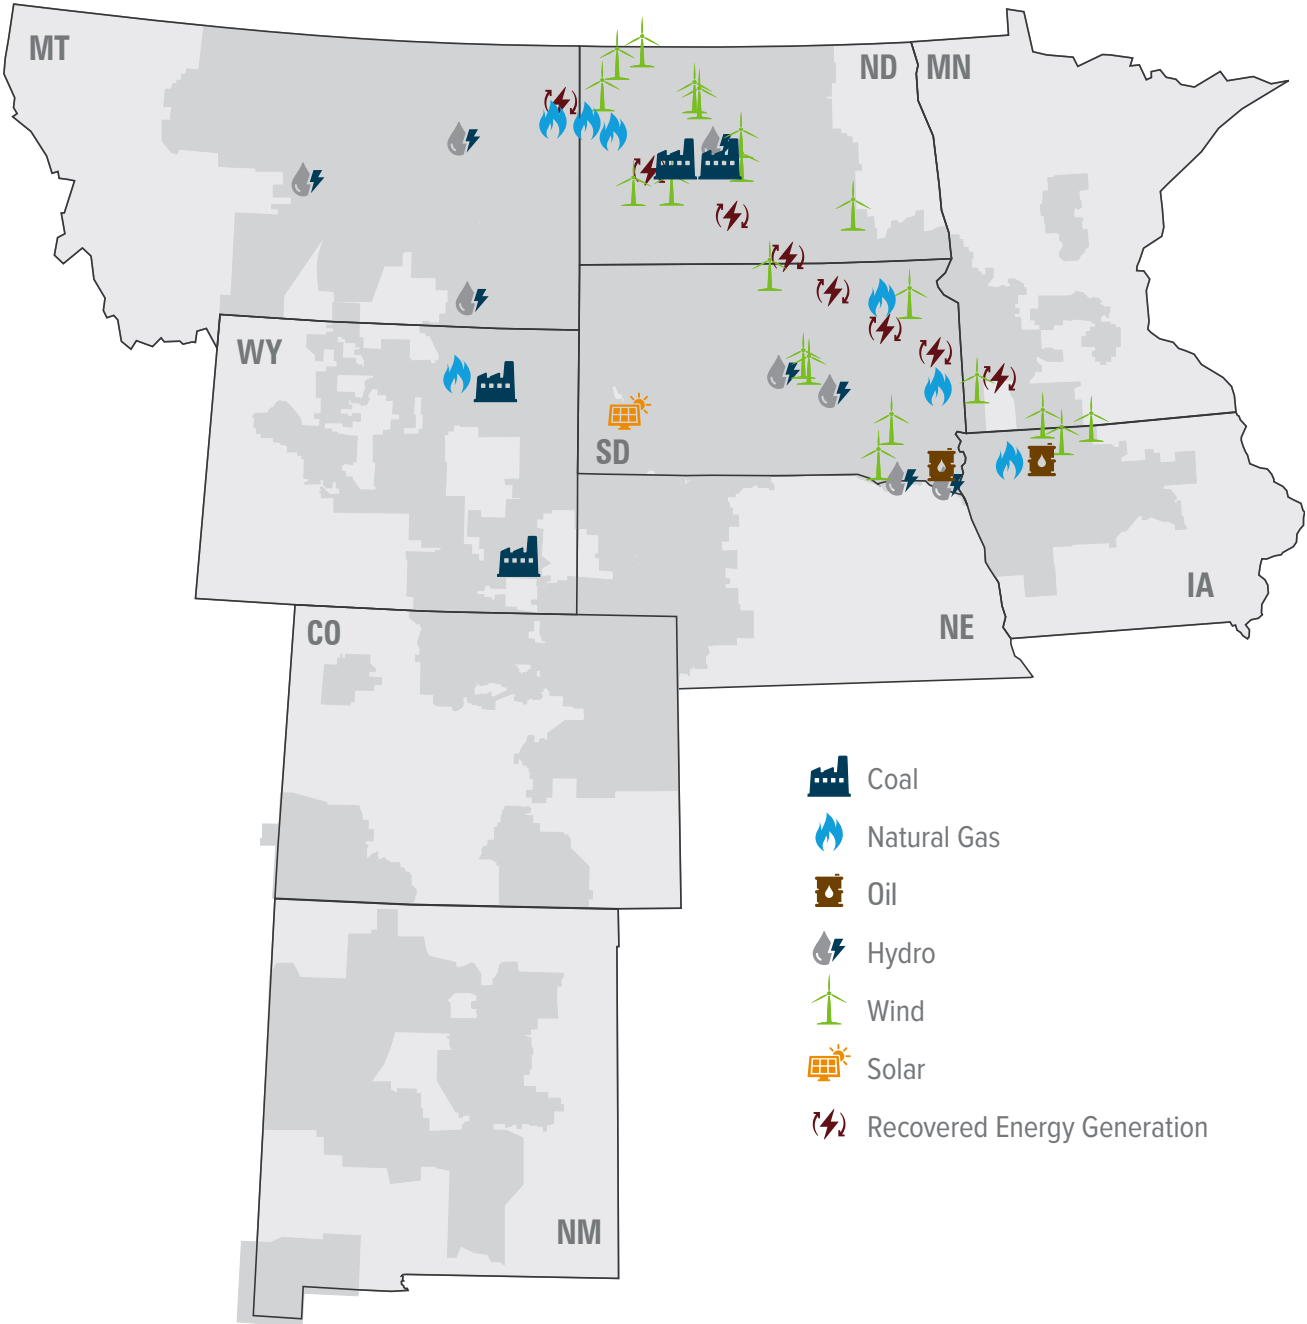 MT
ND
MN
WY
SD
IA
NE
CO
NM
Coal
Natural Gas
Oil
Hydro
Wind
Solar
Recovered Energy Generation